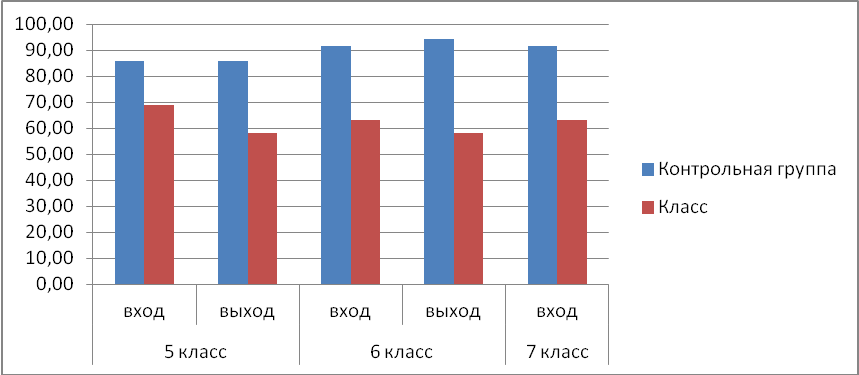 100,00
90,00
80,00
70,00
60,00
50,00
40,00
30,00
20,00
10,00
0,00
вход выход вход выход вход
5 класс 6 класс 7 класс
Контрольная группа
Класс